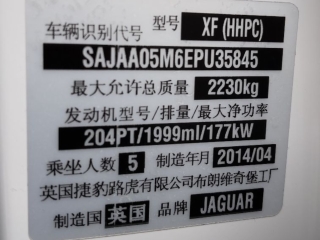 车辆识别代号 型号 XF (HHPC)
SAJAA05M6EPU35845
最大允许总质量 2230kg
发动机型号/排量/最大净功率
204PT/1999ml/177kW
乘坐人数 5 制造年月 2014/04
英国捷豹路虎有限公司布朗维奇堡工厂
制造国 英国 品牌 JAGUAR